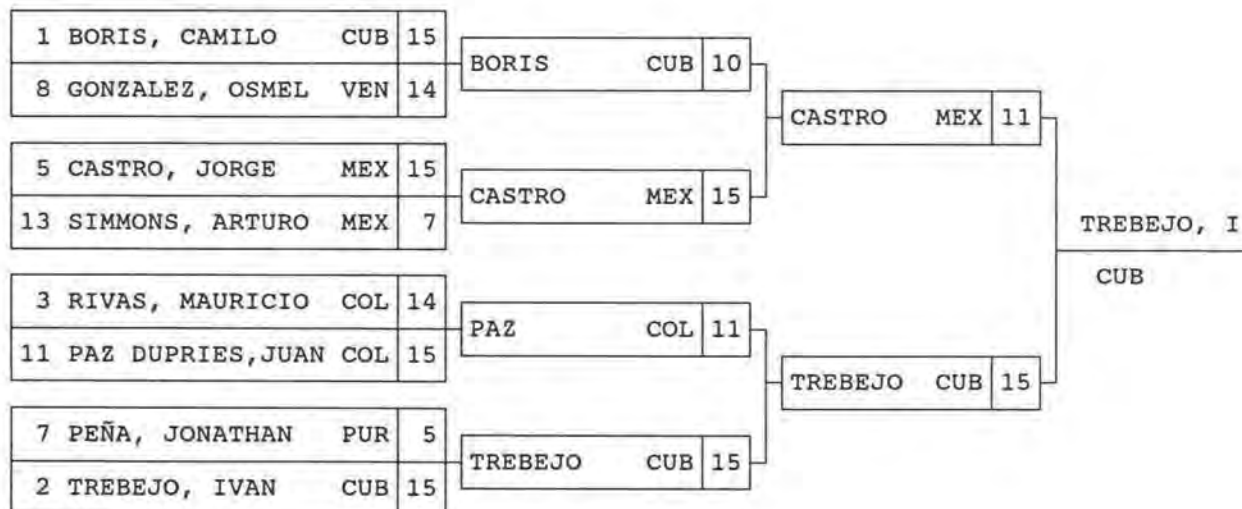 1 BORIS, CAMILO CUB 15
8 GONZALEZ, OSMEL VEN 14
5 CASTRO, JORGE MEX 15
13 SIMMONS, ARTURO MEX 7
3 RIVAS, MAURICIO COL 14
11 PAZ DUPRIES,JUAN COL 15
7 PEÑA, JONATHAN PUR 5
2 TREBEJO, IVAN CUB 15
BORIS CUB 10
CASTRO MEX 15
PAZ COL 11
TREBEJO CUB 15
CASTRO MEX 11
TREBEJO CUB 15
TREBEJO, I
CUB